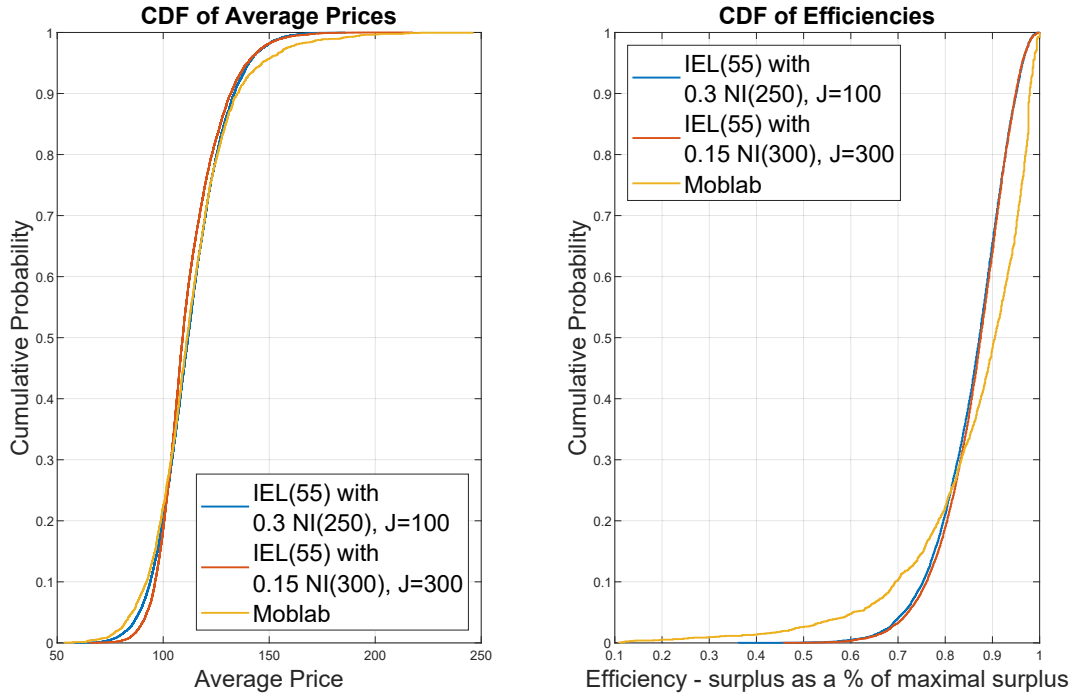 CDF of Average Prices
Cumulative Probability
1
0.9
0.8
0.7
0.6
0.5
0.4
0.3
0.2
0.1
0
50
100
150
200
250
Average Price
IEL(55) with
0.3 NI(250), J=100
IEL(55) with
0.15 NI(300), J=300
Moblab
CDF of Efficiencies
Cumulative Probability
1
0.9
0.8
0.7
0.6
0.5
0.4
0.3
0.2
0.1
0
0.1
0.2
0.3
0.4
0.5
0.6
0.7
0.8
0.9
1
Efficiency - surplus as a % of maximal surplus
IEL(55) with
0.3 NI(250), J=100
IEL(55) with
0.15 NI(300), J=300
Moblab